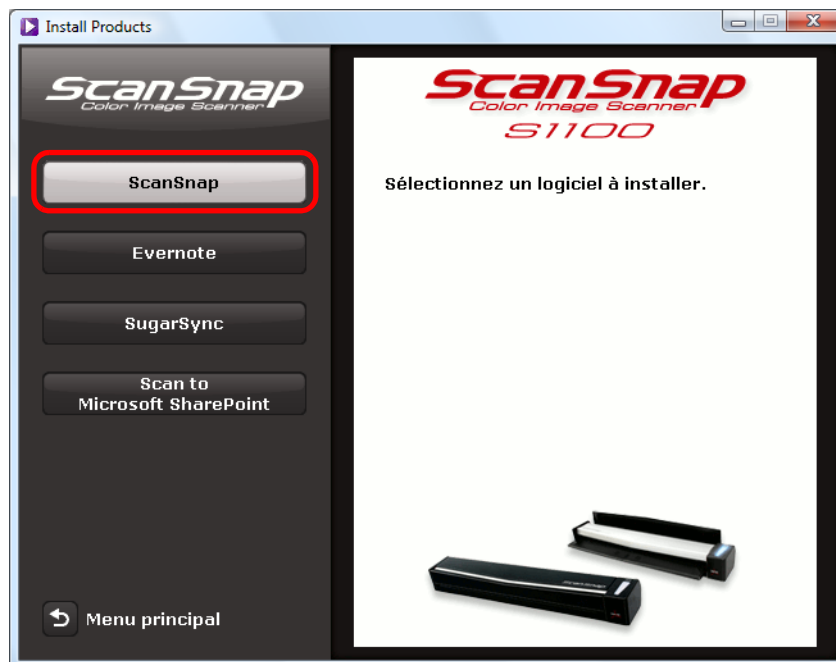 Install Products
ScanSnap
Color Image Scanner
ScanSnap
Evernote
SugarSync
Scan to
Microsoft SharePoint
Menu principal
ScanSnap
Color Image Scanner
S1100
Sélectionnez un logiciel à installer.
ScanSnap